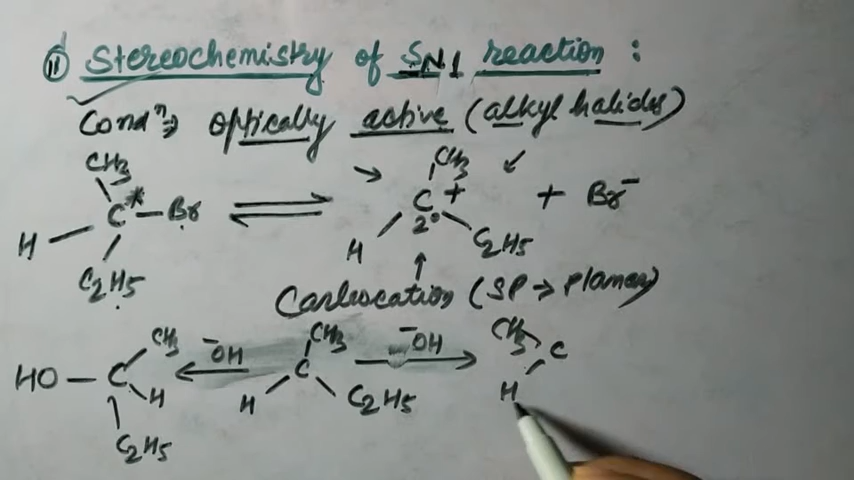 ii Stereochemistry of SN1 reaction :
Condⁿ ⇒ optically active (alkyl halides)
CH3 CH3
H C* Br ⇌ C + + Br⁻
C2H5 H 2° C2H5
Carbocation (SP → Planar)
CH3 ⁻OH CH3 ⁻OH CH3
HO C ← C → C
H H C2H5 H
C2H5